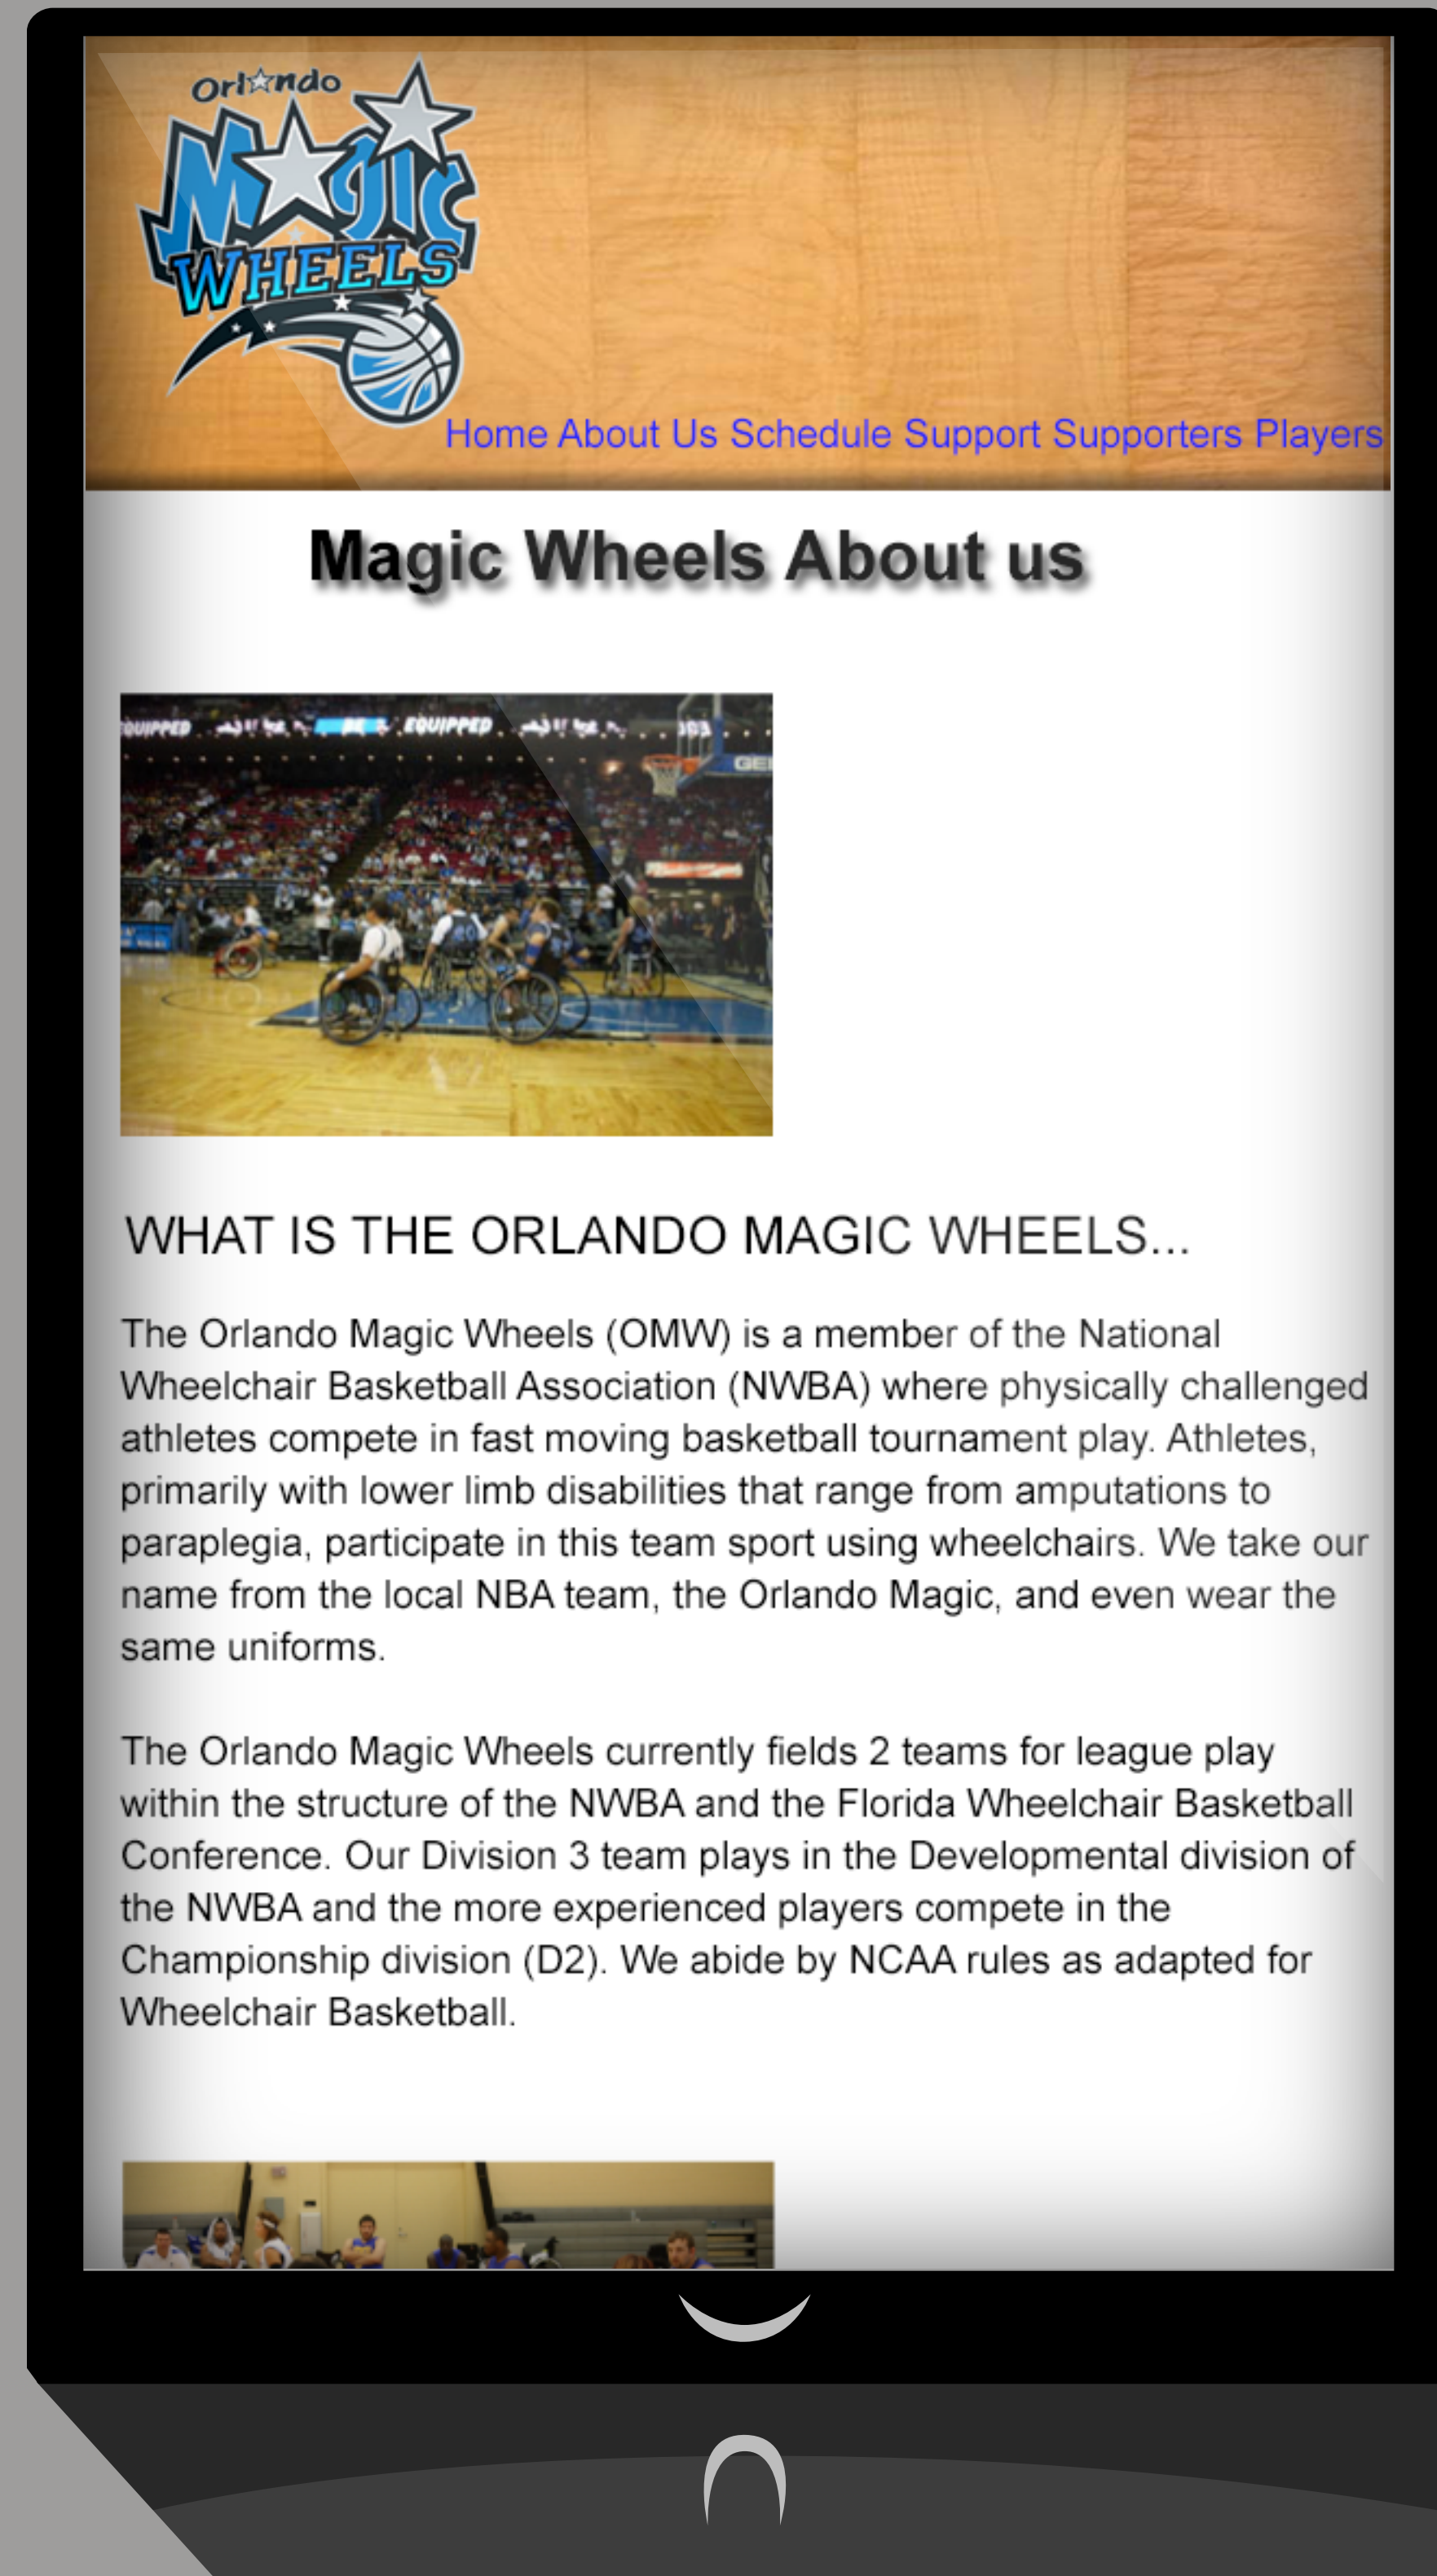 Orlando
Magic
WHEELS
Home About Us Schedule Support Supporters Players
Magic Wheels About us
EQUIPPED
GEI
WHAT IS THE ORLANDO MAGIC WHEELS...
The Orlando Magic Wheels (OMW) is a member of the National
Wheelchair Basketball Association (NWBA) where physically challenged
athletes compete in fast moving basketball tournament play. Athletes,
primarily with lower limb disabilities that range from amputations to
paraplegia, participate in this team sport using wheelchairs. We take our
name from the local NBA team, the Orlando Magic, and even wear the
same uniforms.
The Orlando Magic Wheels currently fields 2 teams for league play
within the structure of the NWBA and the Florida Wheelchair Basketball
Conference. Our Division 3 team plays in the Developmental division of
the NWBA and the more experienced players compete in the
Championship division (D2). We abide by NCAA rules as adapted for
Wheelchair Basketball.